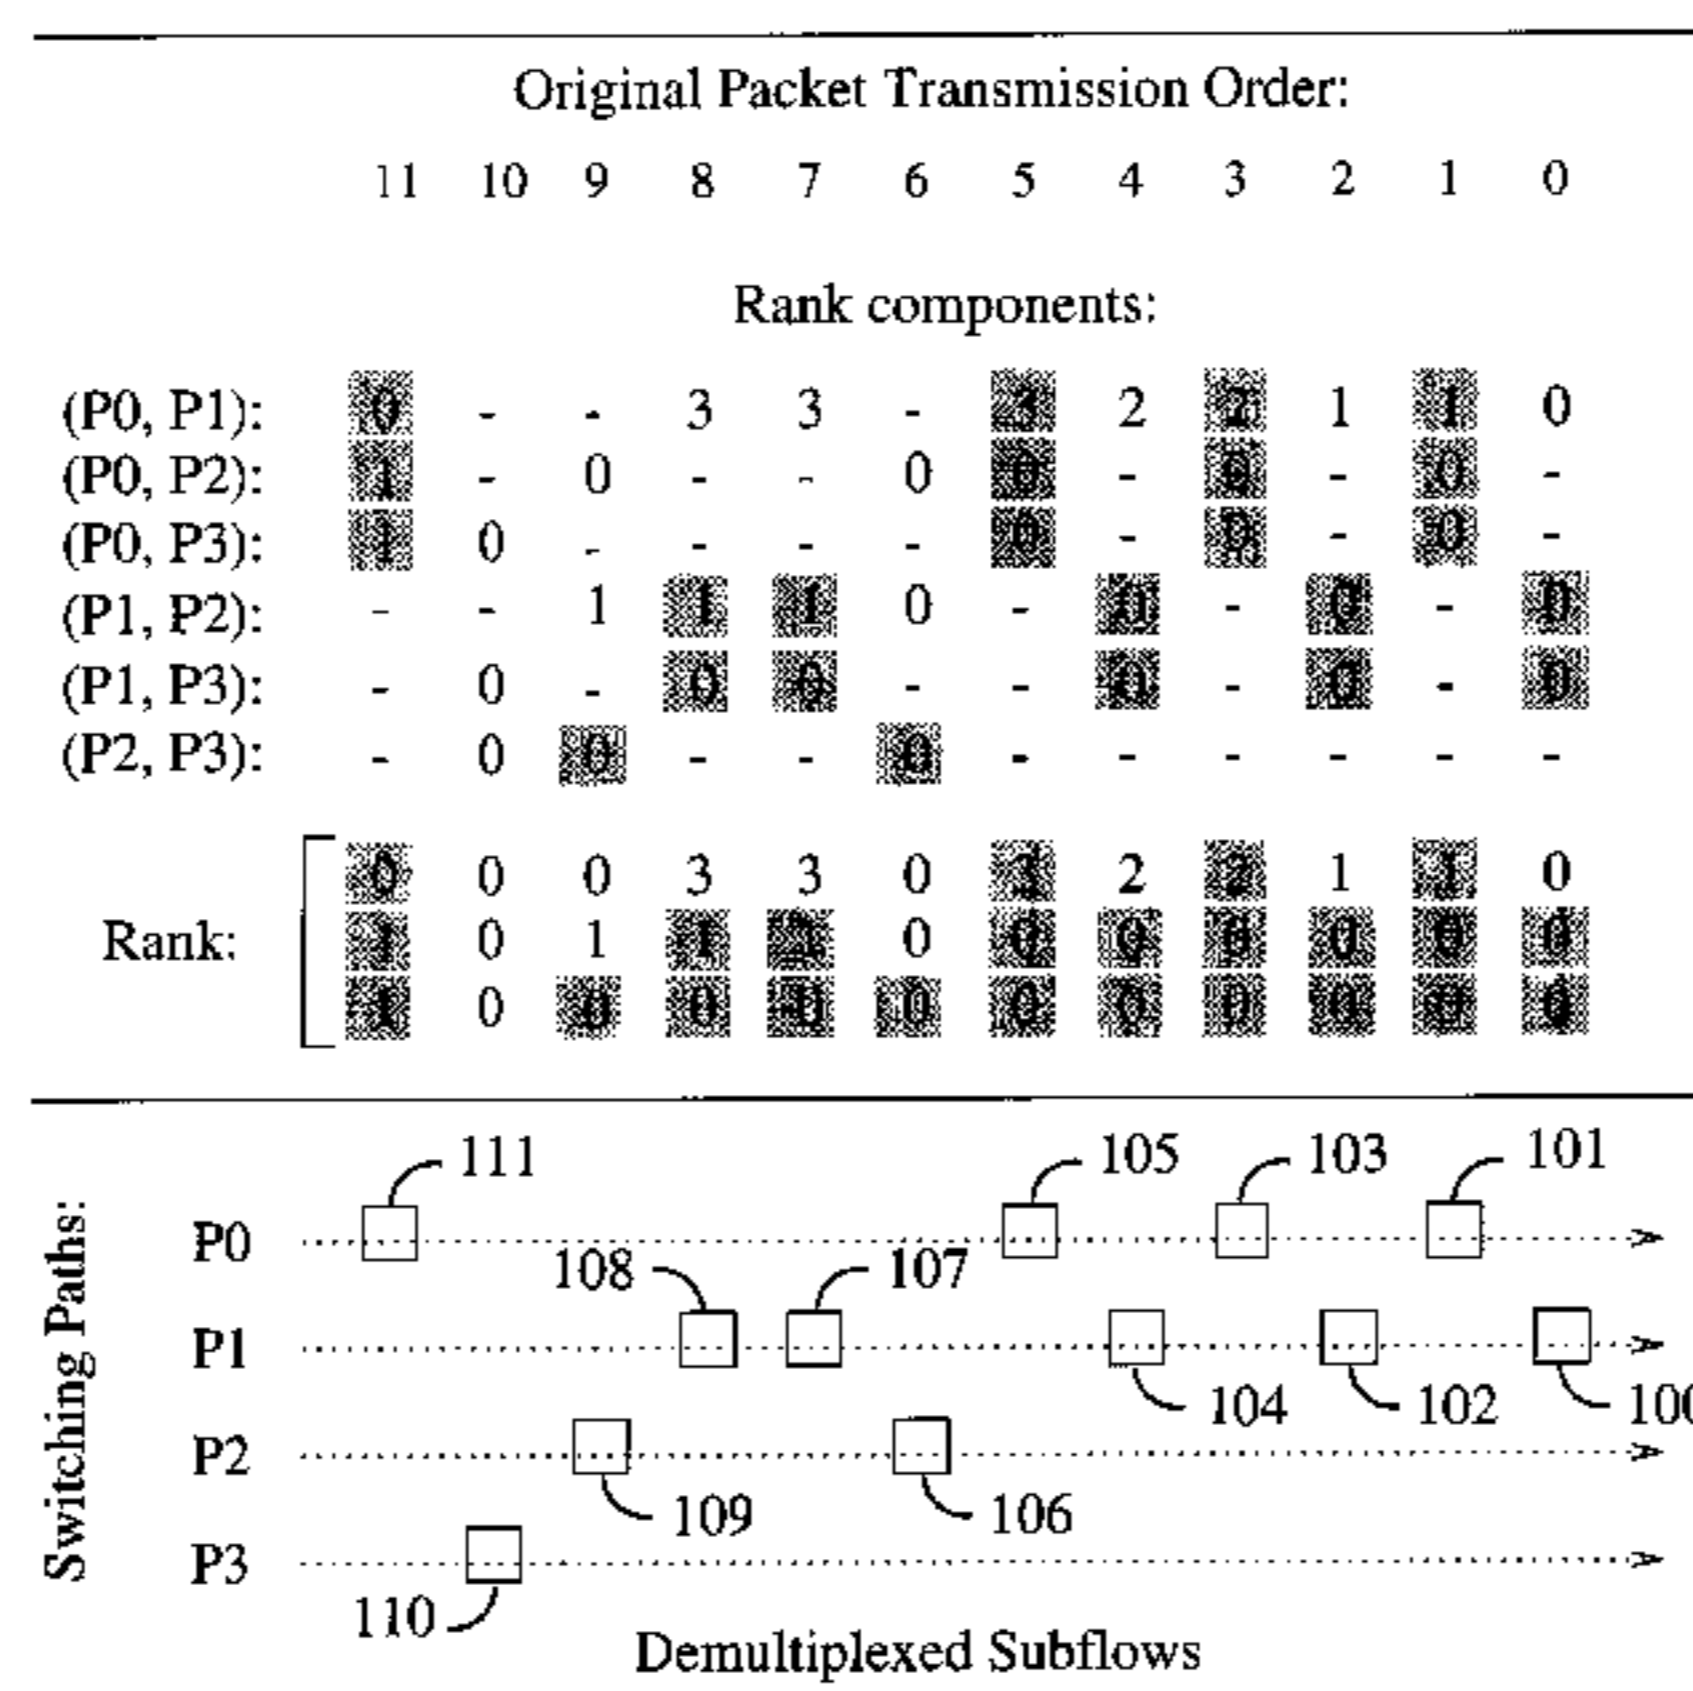 Original Packet Transmission Order:
11 10 9 8 7 6 5 4 3 2 1 0
Rank components:
(P0, P1): 0 - - 3 3 - 3 2 2 1 1 0
(P0, P2): 1 - 0 - - 0 0 - 0 - 0 -
(P0, P3): 1 0 - - - - 0 - 0 - 0 -
(P1, P2): - - 1 1 1 0 - 0 - 0 - 0
(P1, P3): - 0 - 0 0 - - 0 - 0 - 0
(P2, P3): - 0 0 - - 0 - - - - - -
0 0 0 3 3 0 3 2 2 1 1 0
Rank: 1 0 1 1 1 0 0 0 0 0 0 0
1 0 0 0 0 0 0 0 0 0 0 0
Switching Paths:
111 105 103 101
P0
108 107
P1
104 102 100
P2
109 106
P3
110
Demultiplexed Subflows